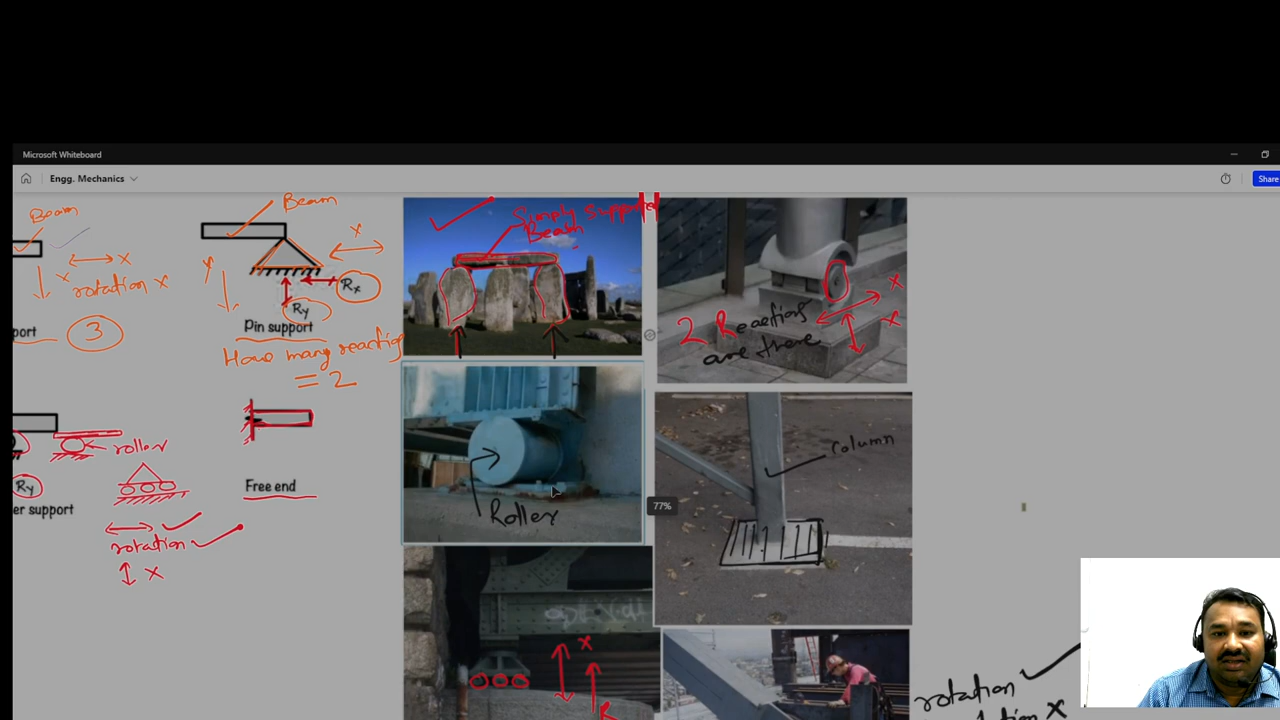 Microsoft Whiteboard
Engg. Mechanics
Share
Beam
x
x
rotation x
port
3
Beam
x
y
Rx
Ry
Pin support
How many reaction
= 2
roller
Ry
er support
rotation
x
Free end
Simply Supported
Beam
2 Reactions
are there
x
x
Roller
Column
77%
x
R
rotation
x